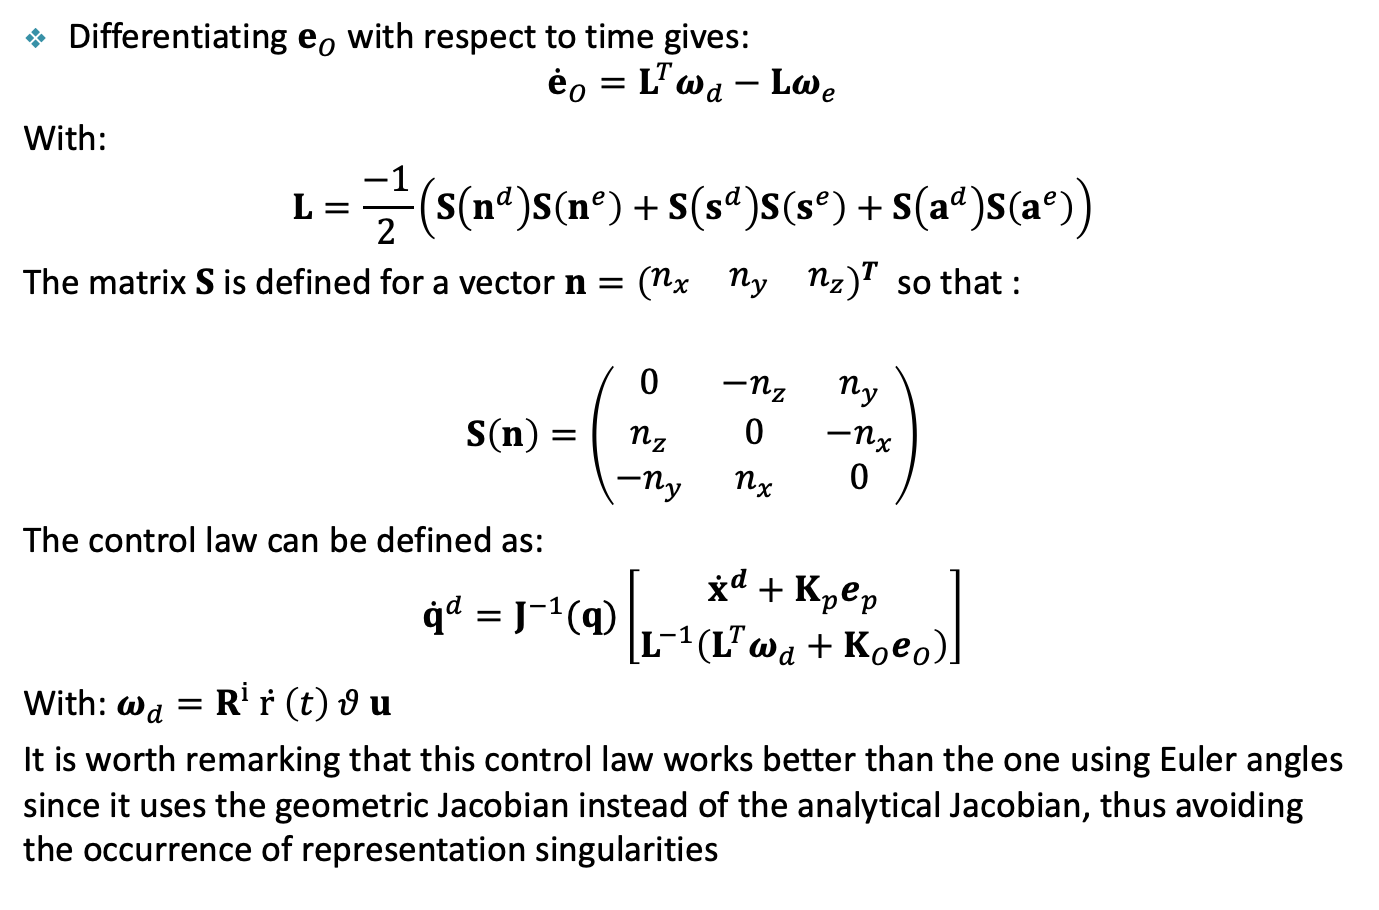 ❖ Differentiating e_O with respect to time gives:
ė_O = L^T ω_d − Lω_e
With:
L = −1/2 (S(n^d)S(n^e) + S(s^d)S(s^e) + S(a^d)S(a^e))
The matrix S is defined for a vector n = (n_x n_y n_z)^T so that :
S(n) = ( 0 −n_z n_y
n_z 0 −n_x
−n_y n_x 0 )
The control law can be defined as:
q̇^d = J^−1(q) [ ẋ^d + K_p e_p
L^−1(L^T ω_d + K_O e_O) ]
With: ω_d = R^i ṙ (t) ϑ u
It is worth remarking that this control law works better than the one using Euler angles
since it uses the geometric Jacobian instead of the analytical Jacobian, thus avoiding
the occurrence of representation singularities